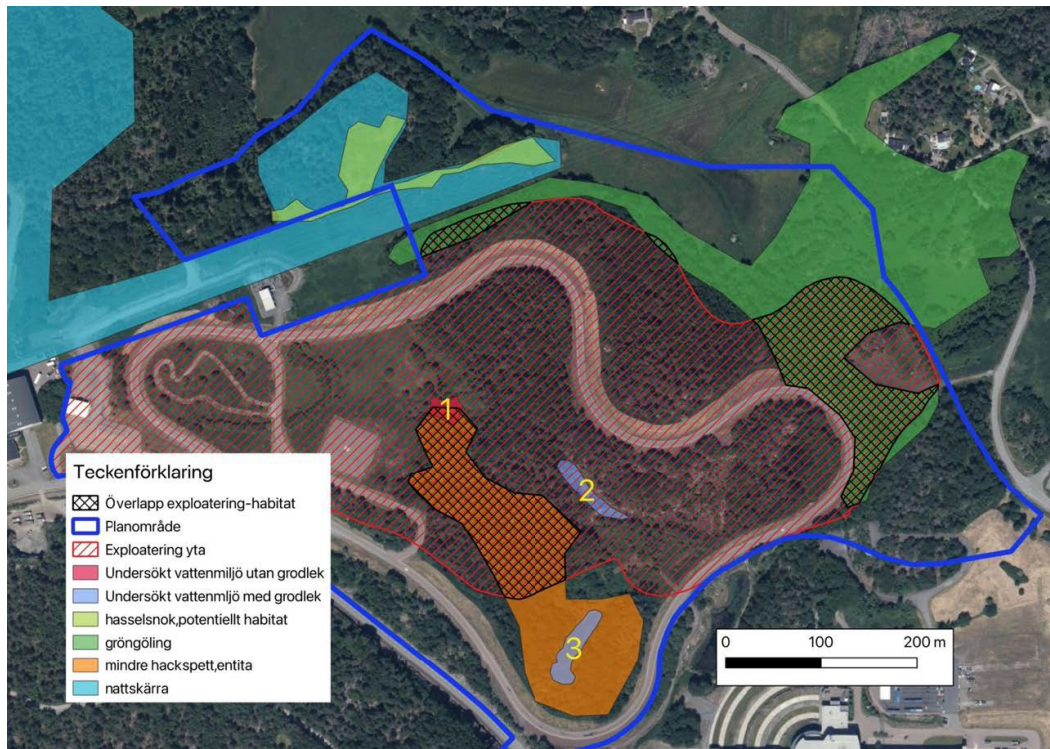 1
2
3
Teckenförklaring
Överlapp exploatering-habitat
Planområde
Exploatering yta
Undersökt vattenmiljö utan grodlek
Undersökt vattenmljö med grodlek
hasselsnok,potentiellt habitat
gröngöling
mindre hackspett,entita
nattskärra
0 100 200 m